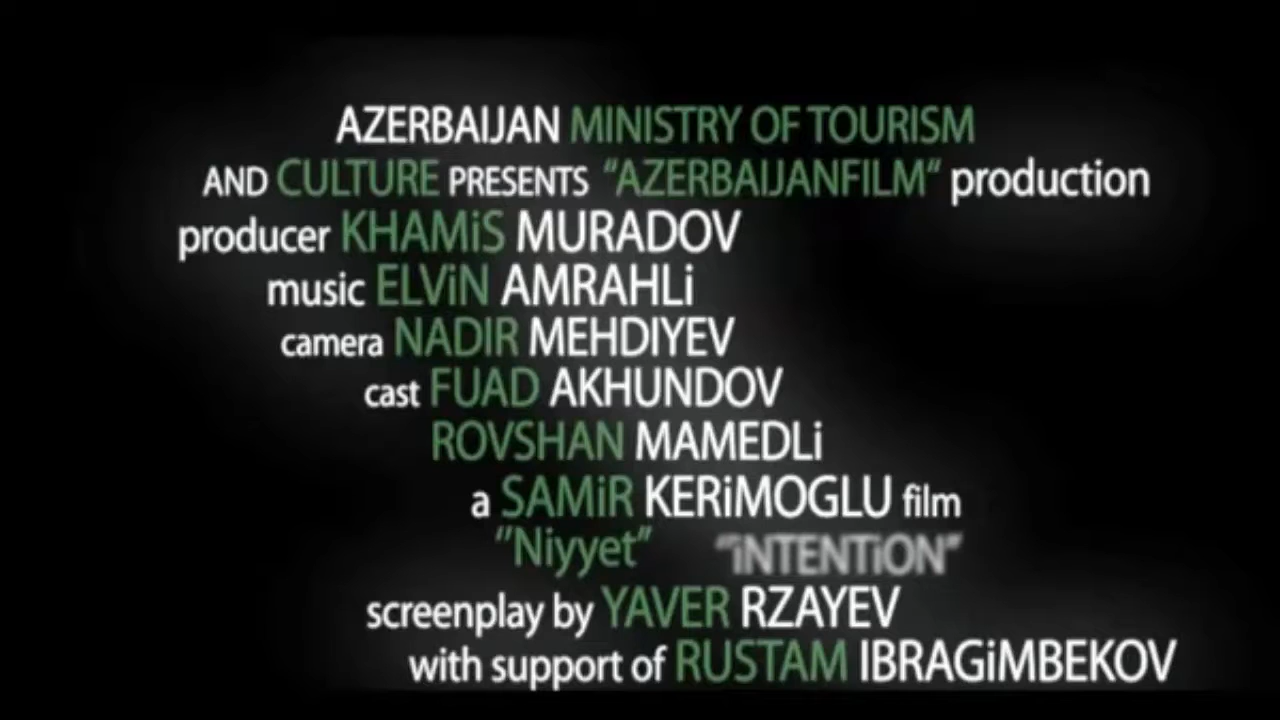 AZERBAIJAN MINISTRY OF TOURISM
AND CULTURE PRESENTS “AZERBAIJANFILM“ production
producer KHAMiS MURADOV
music ELViN AMRAHLi
camera NADIR MEHDIYEV
cast FUAD AKHUNDOV
ROVSHAN MAMEDLi
a SAMiR KERiMOGLU film
“Niyyet” “iNTENTiON”
screenplay by YAVER RZAYEV
with support of RUSTAM IBRAGiMBEKOV